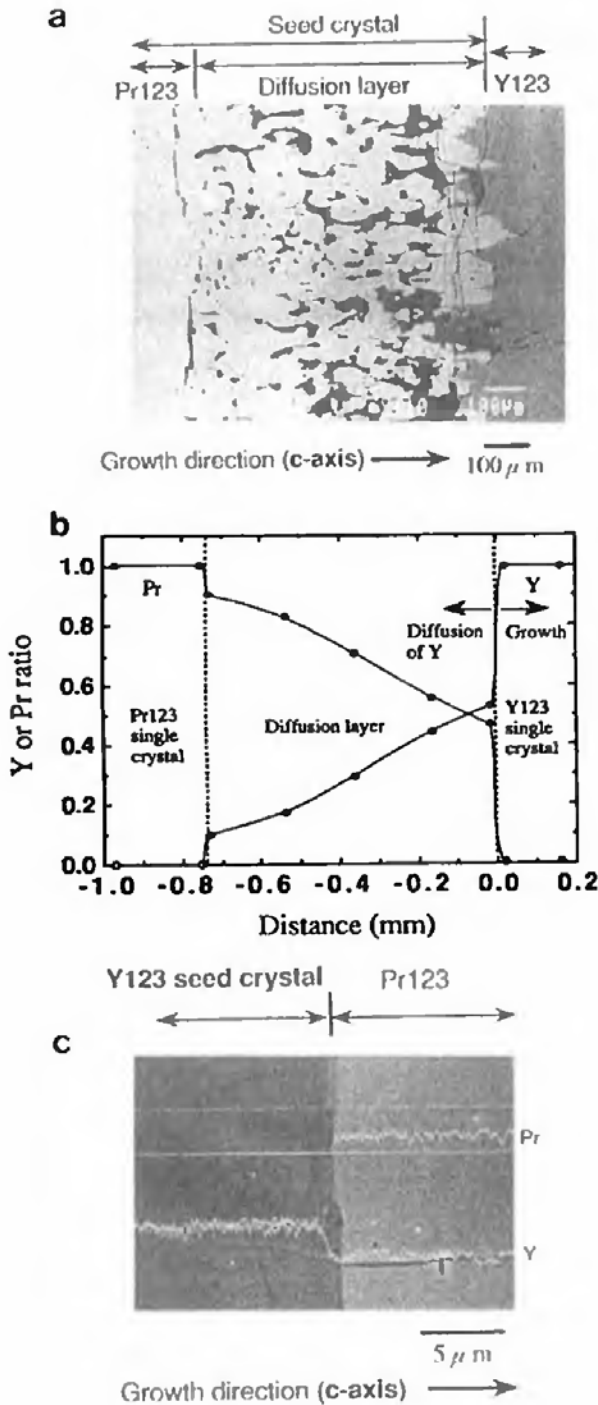 a
Seed crystal
Pr123 Diffusion layer Y123
100μm
Growth direction (c-axis) 100 μ m
b
1.0
0.8
0.6
0.4
0.2
0.0
Y or Pr ratio
Pr
Y
Diffusion of Y
Growth
Pr123 single crystal
Diffusion layer
Y123 single crystal
-1.0 -0.8 -0.6 -0.4 -0.2 0.0 0.2
Distance (mm)
Y123 seed crystal Pr123
c
Pr
Y
5 μ m
Growth direction (c-axis)